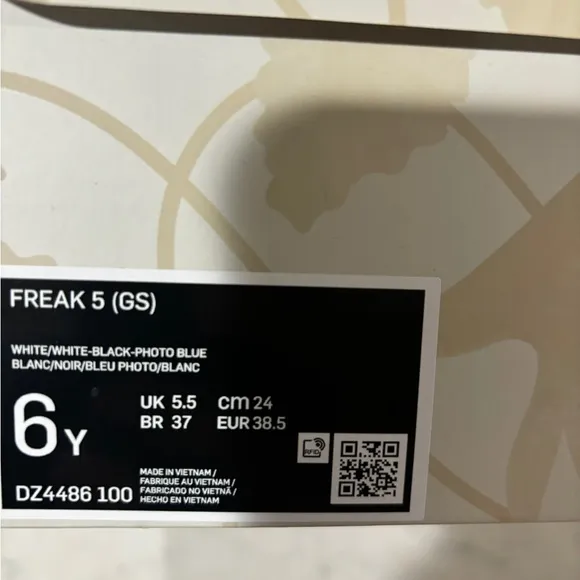 FREAK 5 (GS)
WHITE/WHITE-BLACK-PHOTO BLUE
BLANC/NOIR/BLEU PHOTO/BLANC
6Y
UK 5.5 cm 24
BR 37 EUR 38.5
RFID
MADE IN VIETNAM /
FABRIQUE AU VIETNAM /
FABRICADO NO VIETNÃ /
HECHO EN VIETNAM
DZ4486 100